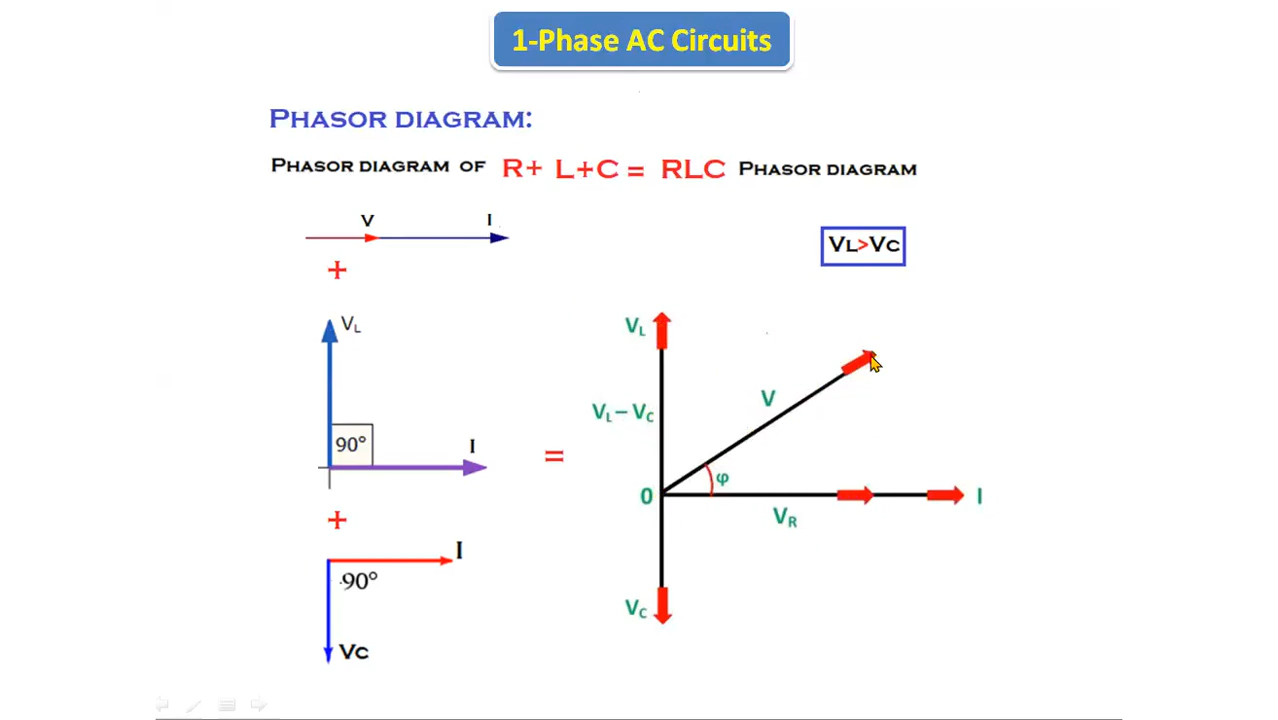 1-Phase AC Circuits
Phasor diagram:
Phasor diagram of R+ L+C = RLC Phasor diagram
V I
+
VL>VC
VL
90°
I
+
I
90°
Vc
=
VL
VL – VC
V
φ
0
I
VR
VC